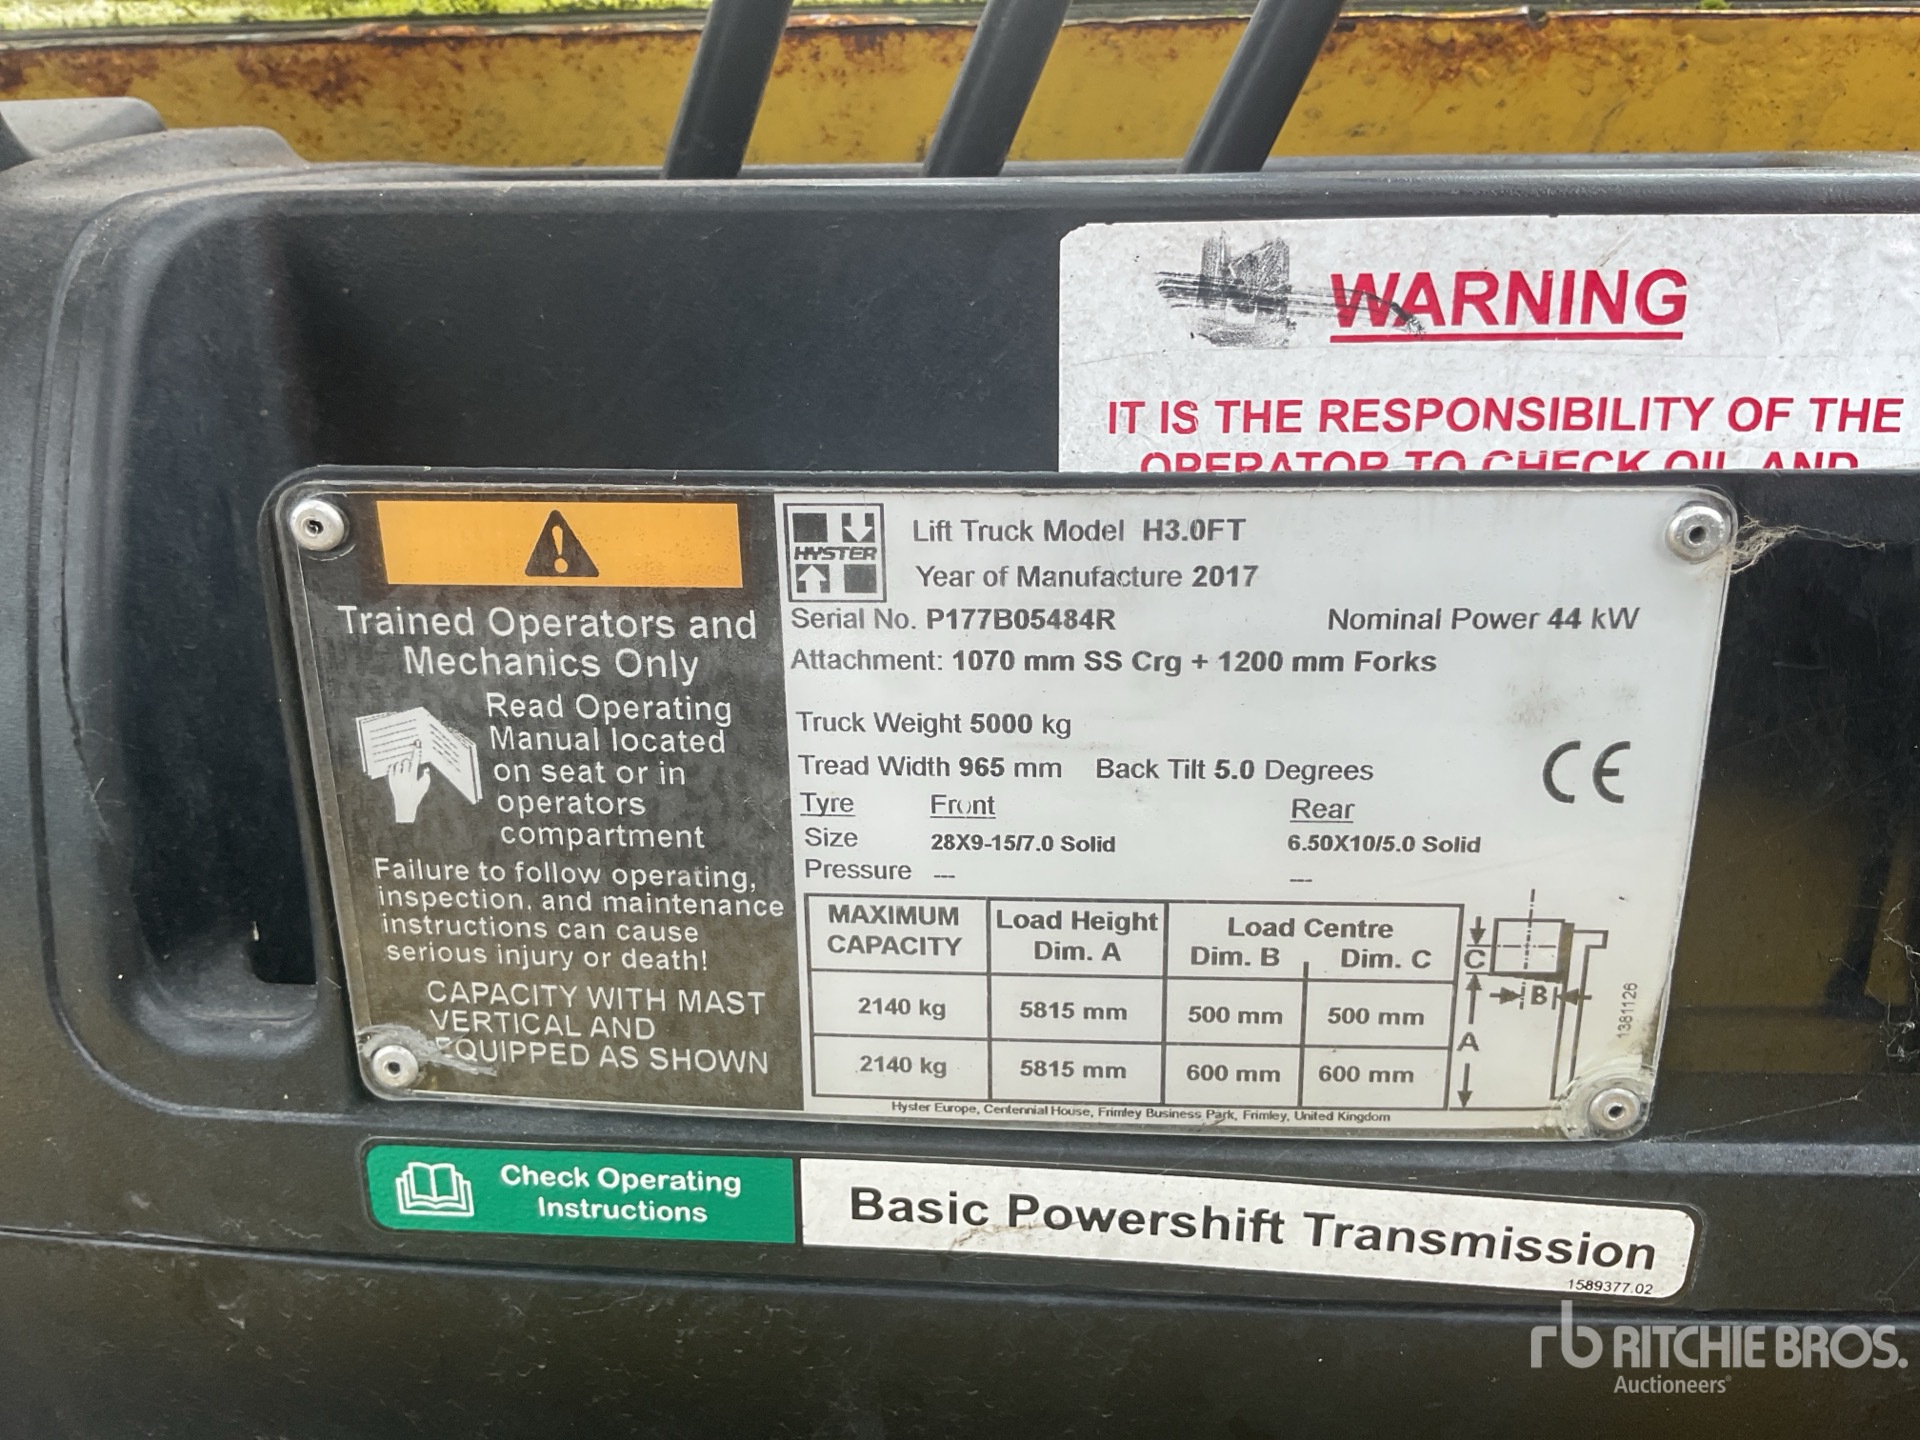 WARNING
IT IS THE RESPONSIBILITY OF THE
OPERATOR TO CHECK OIL AND
Trained Operators and
Mechanics Only
Read Operating
Manual located
on seat or in
operators
compartment
Failure to follow operating,
inspection, and maintenance
instructions can cause
serious injury or death!
CAPACITY WITH MAST
VERTICAL AND
EQUIPPED AS SHOWN
HYSTER
Lift Truck Model H3.0FT
Year of Manufacture 2017
Serial No. P177B05484R Nominal Power 44 kW
Attachment: 1070 mm SS Crg + 1200 mm Forks
Truck Weight 5000 kg
Tread Width 965 mm Back Tilt 5.0 Degrees
CE
Tyre Front Rear
Size 28X9-15/7.0 Solid 6.50X10/5.0 Solid
Pressure --- ---
MAXIMUM Load Height Load Centre
CAPACITY Dim. A Dim. B Dim. C
2140 kg 5815 mm 500 mm 500 mm
2140 kg 5815 mm 600 mm 600 mm
C
B
A
1381126
Hyster Europe, Centennial House, Frimley Business Park, Frimley, United Kingdom
Check Operating
Instructions
Basic Powershift Transmission
1589377.02
rb RITCHIE BROS.
Auctioneers®